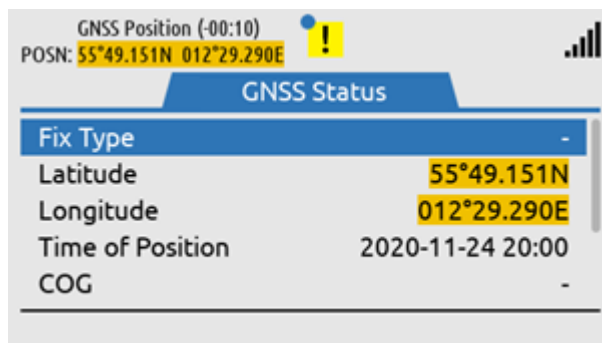 GNSS Position (-00:10)
POSN: 55°49.151N 012°29.290E
!
GNSS Status
Fix Type -
Latitude 55°49.151N
Longitude 012°29.290E
Time of Position 2020-11-24 20:00
COG -